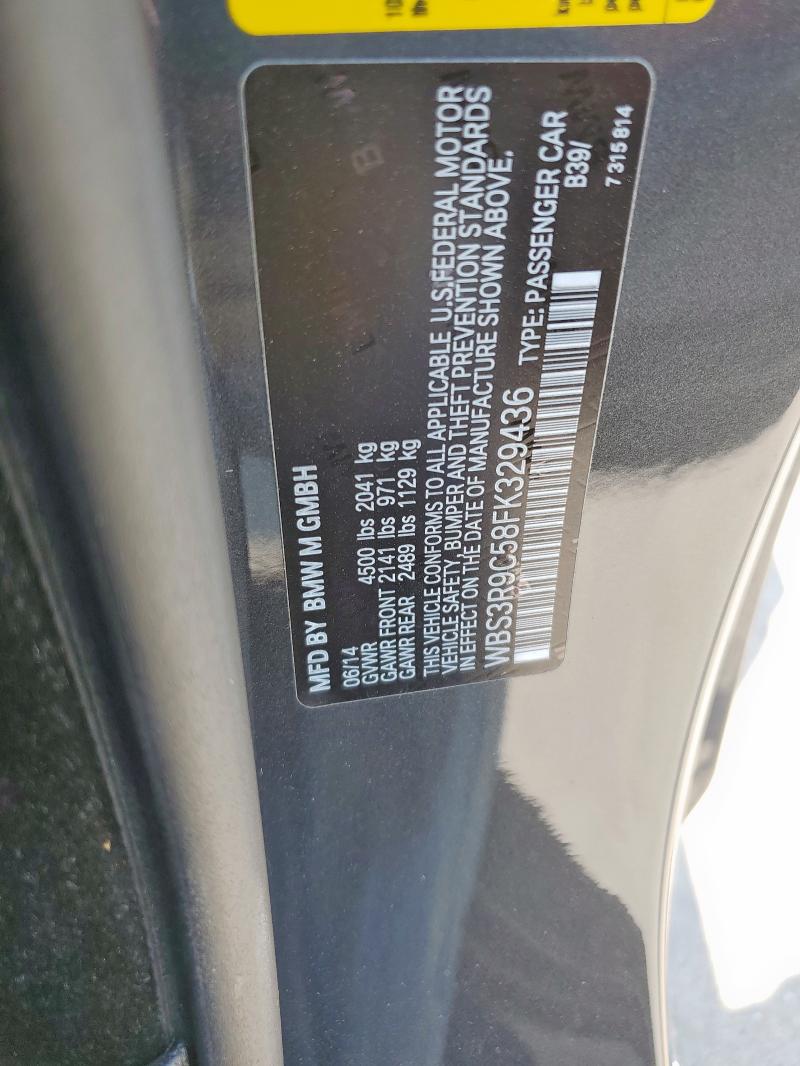 MFD BY BMW M GMBH
06/14
GVWR 4500 lbs 2041 kg
GAWR FRONT 2141 lbs 971 kg
GAWR REAR 2489 lbs 1129 kg
THIS VEHICLE CONFORMS TO ALL APPLICABLE U.S. FEDERAL MOTOR
VEHICLE SAFETY, BUMPER AND THEFT PREVENTION STANDARDS
IN EFFECT ON THE DATE OF MANUFACTURE SHOWN ABOVE.
WBS3R9C58FK329436 TYPE: PASSENGER CAR
B39/
7 315 814